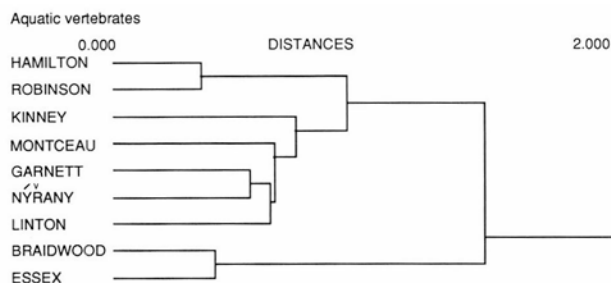 Aquatic vertebrates
0.000 DISTANCES 2.000
HAMILTON
ROBINSON
KINNEY
MONTCEAU
GARNETT
NÝŘANY
LINTON
BRAIDWOOD
ESSEX